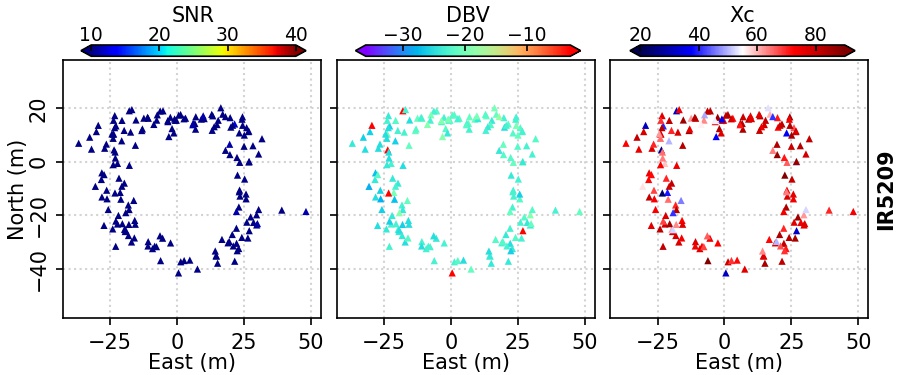 SNR DBV Xc
10 20 30 40 −30 −20 −10 20 40 60 80
North (m)
20
0
−20
−40
−25 0 25 50 −25 0 25 50 −25 0 25 50
East (m) East (m) East (m)
IR5209